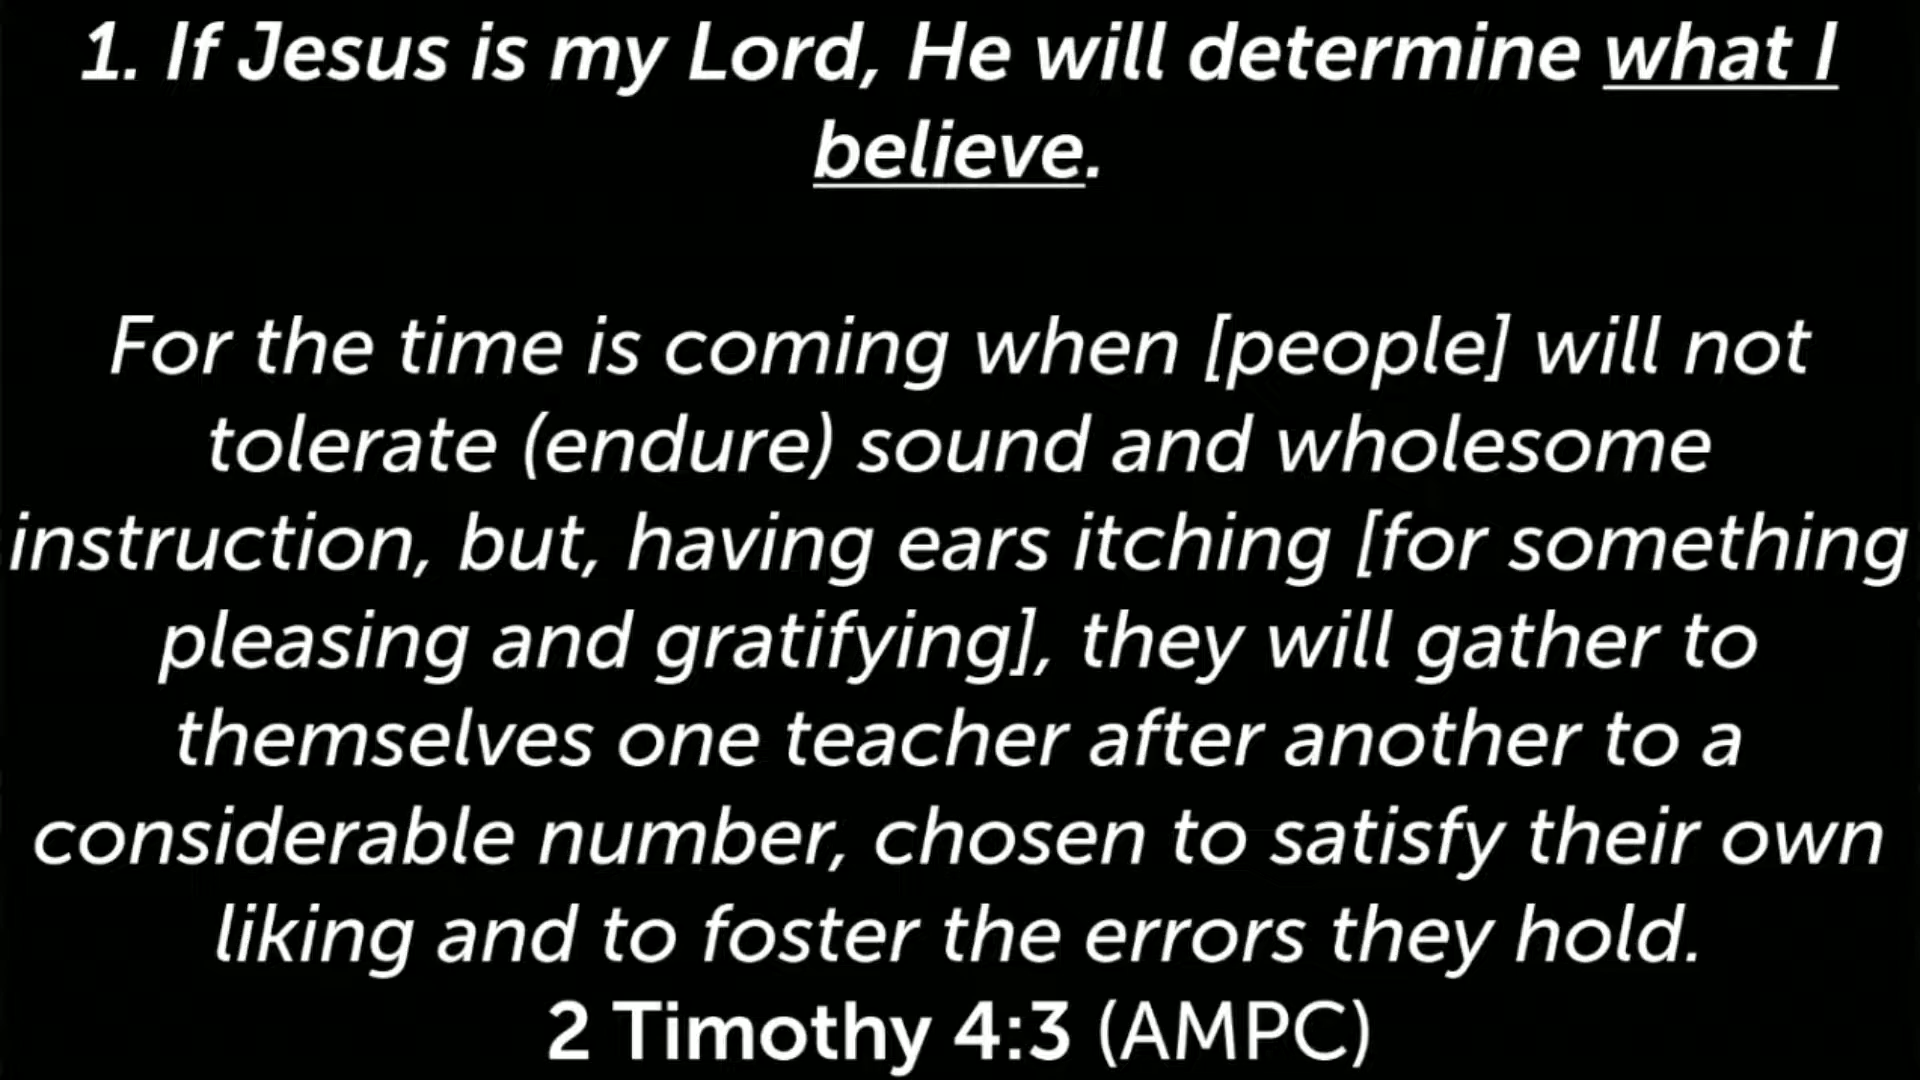 1. If Jesus is my Lord, He will determine what I
believe.
For the time is coming when [people] will not
tolerate (endure) sound and wholesome
instruction, but, having ears itching [for something
pleasing and gratifying], they will gather to
themselves one teacher after another to a
considerable number, chosen to satisfy their own
liking and to foster the errors they hold.
2 Timothy 4:3 (AMPC)